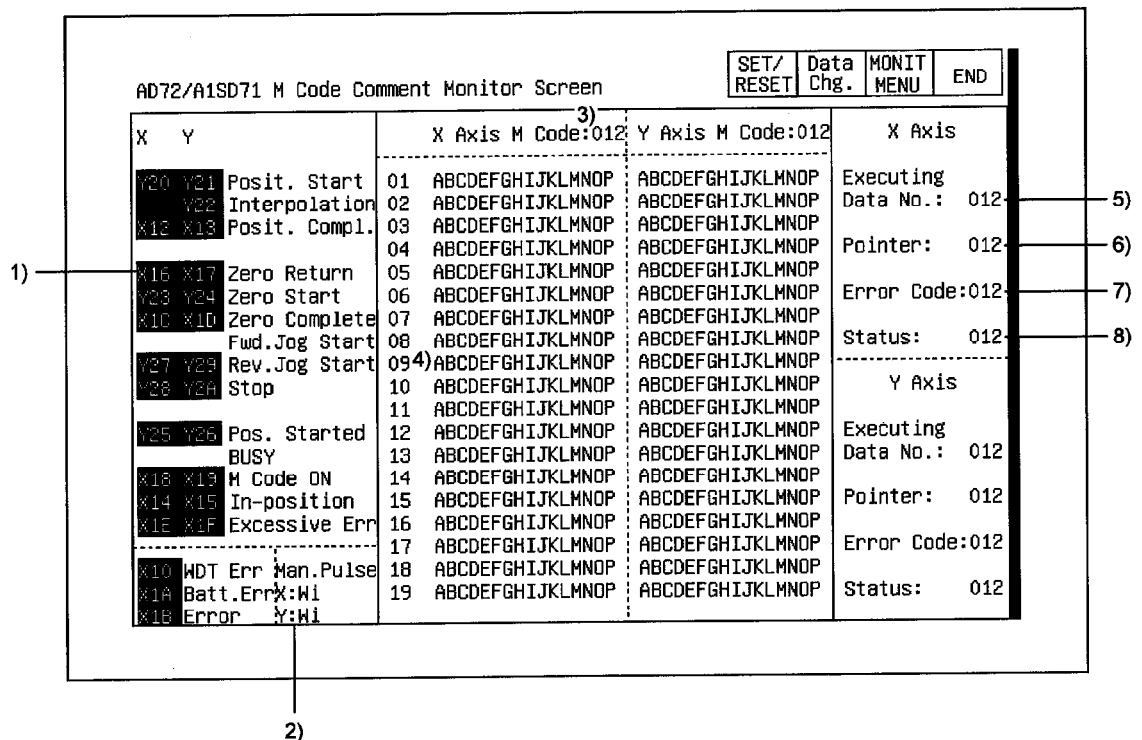 AD72/A1SD71 M Code Comment Monitor Screen
SET/RESET
Data Chg.
MONIT MENU
END
X Y
Y20 Y21 Posit. Start
Y22 Interpolation
X12 X13 Posit. Compl.
X16 X17 Zero Return
Y23 Y24 Zero Start
X1C X1D Zero Complete
Fwd.Jog Start
Y27 Y29 Rev.Jog Start
Y28 Y2A Stop
Y25 Y26 Pos. Started
BUSY
X18 X19 M Code ON
X14 X15 In-position
X1E X1F Excessive Err
X10 WDT Err Man.Pulse
X1A Batt.Err X:Wi
X1B Error Y:Wi
1)
2)
3)
X Axis M Code:012 Y Axis M Code:012
01 ABCDEFGHIJKLMNOP ABCDEFGHIJKLMNOP
02 ABCDEFGHIJKLMNOP ABCDEFGHIJKLMNOP
03 ABCDEFGHIJKLMNOP ABCDEFGHIJKLMNOP
04 ABCDEFGHIJKLMNOP ABCDEFGHIJKLMNOP
05 ABCDEFGHIJKLMNOP ABCDEFGHIJKLMNOP
06 ABCDEFGHIJKLMNOP ABCDEFGHIJKLMNOP
07 ABCDEFGHIJKLMNOP ABCDEFGHIJKLMNOP
08 ABCDEFGHIJKLMNOP ABCDEFGHIJKLMNOP
09 4) ABCDEFGHIJKLMNOP ABCDEFGHIJKLMNOP
10 ABCDEFGHIJKLMNOP ABCDEFGHIJKLMNOP
11 ABCDEFGHIJKLMNOP ABCDEFGHIJKLMNOP
12 ABCDEFGHIJKLMNOP ABCDEFGHIJKLMNOP
13 ABCDEFGHIJKLMNOP ABCDEFGHIJKLMNOP
14 ABCDEFGHIJKLMNOP ABCDEFGHIJKLMNOP
15 ABCDEFGHIJKLMNOP ABCDEFGHIJKLMNOP
16 ABCDEFGHIJKLMNOP ABCDEFGHIJKLMNOP
17 ABCDEFGHIJKLMNOP ABCDEFGHIJKLMNOP
18 ABCDEFGHIJKLMNOP ABCDEFGHIJKLMNOP
19 ABCDEFGHIJKLMNOP ABCDEFGHIJKLMNOP
X Axis
Executing
Data No.: 012 5)
Pointer: 012 6)
Error Code:012 7)
Status: 012 8)
Y Axis
Executing
Data No.: 012
Pointer: 012
Error Code:012
Status: 012